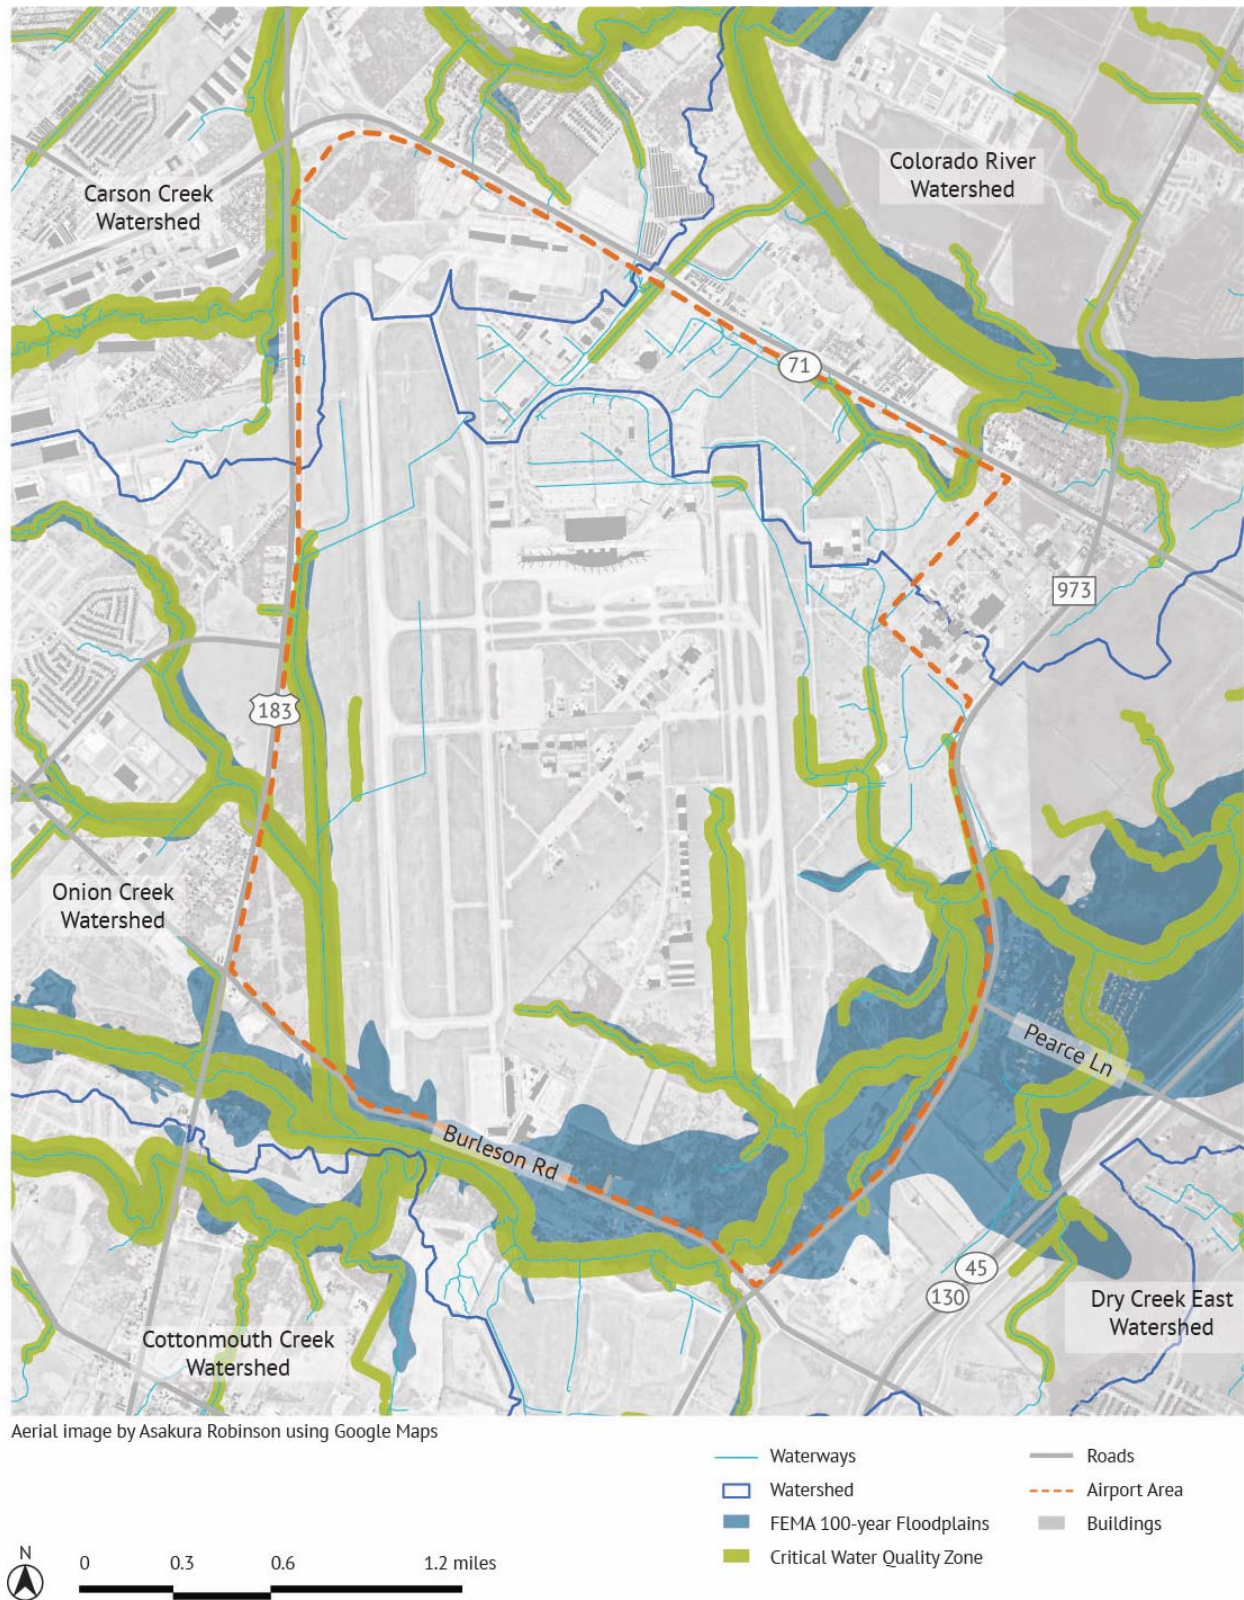 Colorado River
Watershed
Carson Creek
Watershed
71
973
183
Onion Creek
Watershed
Pearce Ln
Burleson Rd
45
130
Dry Creek East
Watershed
Cottonmouth Creek
Watershed
Aerial image by Asakura Robinson using Google Maps
Waterways
Watershed
FEMA 100-year Floodplains
Critical Water Quality Zone
Roads
Airport Area
Buildings
N
0 0.3 0.6 1.2 miles